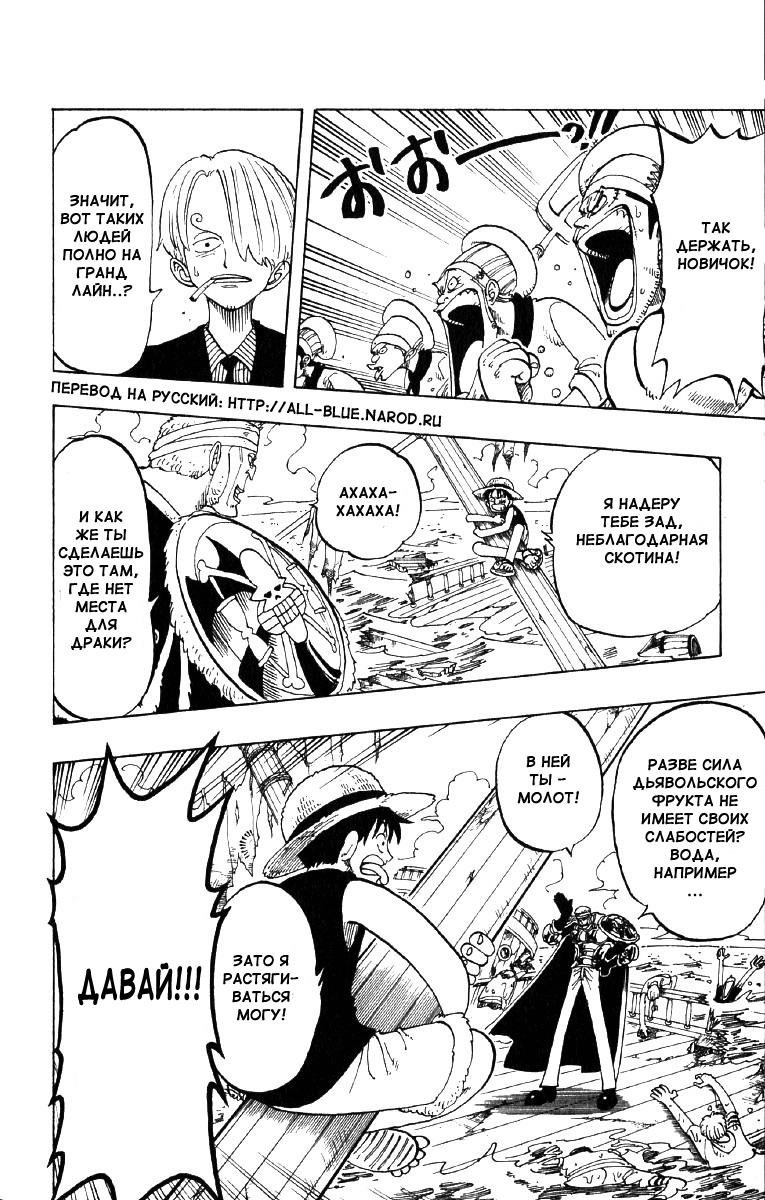 おおー?!!
ТАК
ДЕРЖАТЬ,
НОВИЧОК!
ЗНАЧИТ,
ВОТ ТАКИХ
ЛЮДЕЙ
ПОЛНО НА
ГРАНД
ЛАЙН..?
ПЕРЕВОД НА РУССКИЙ: HTTP://ALL-BLUE.NAROD.RU
Я НАДЕРУ
ТЕБЕ ЗАД,
НЕБЛАГОДАРНАЯ
СКОТИНА!
АХАХА-
ХАХАХА!
И КАК
ЖЕ ТЫ
СДЕЛАЕШЬ
ЭТО ТАМ,
ГДЕ НЕТ
МЕСТА
ДЛЯ
ДРАКИ?
РАЗВЕ СИЛА
ДЬЯВОЛЬСКОГО
ФРУКТА НЕ
ИМЕЕТ СВОИХ
СЛАБОСТЕЙ?
ВОДА,
НАПРИМЕР
...
В НЕЙ
ТЫ -
МОЛОТ!
ЗАТО Я
РАСТЯГИ-
ВАТЬСЯ
МОГУ!
ДАВАЙ!!!